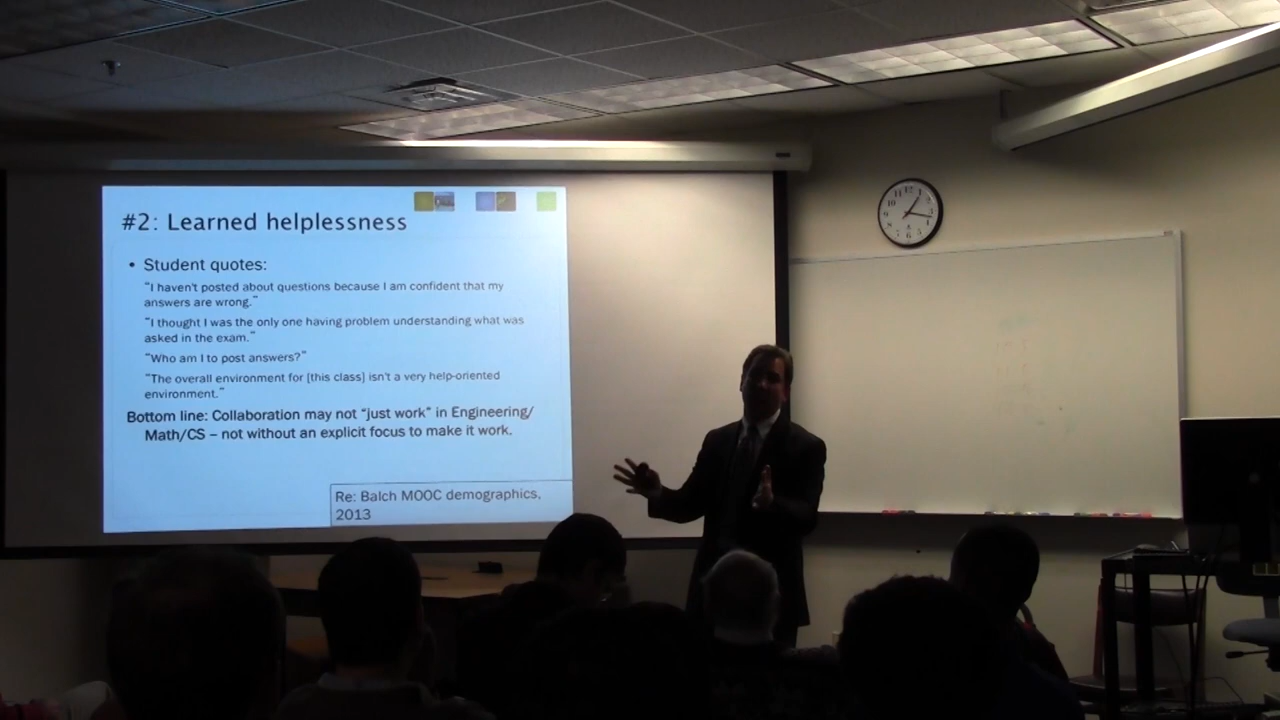 #2: Learned helplessness
• Student quotes:
“I haven't posted about questions because I am confident that my
answers are wrong.”
“I thought I was the only one having problem understanding what was
asked in the exam.”
“Who am I to post answers?”
“The overall environment for [this class] isn't a very help-oriented
environment.”
Bottom line: Collaboration may not “just work” in Engineering/
Math/CS – not without an explicit focus to make it work.
Re: Balch MOOC demographics,
2013